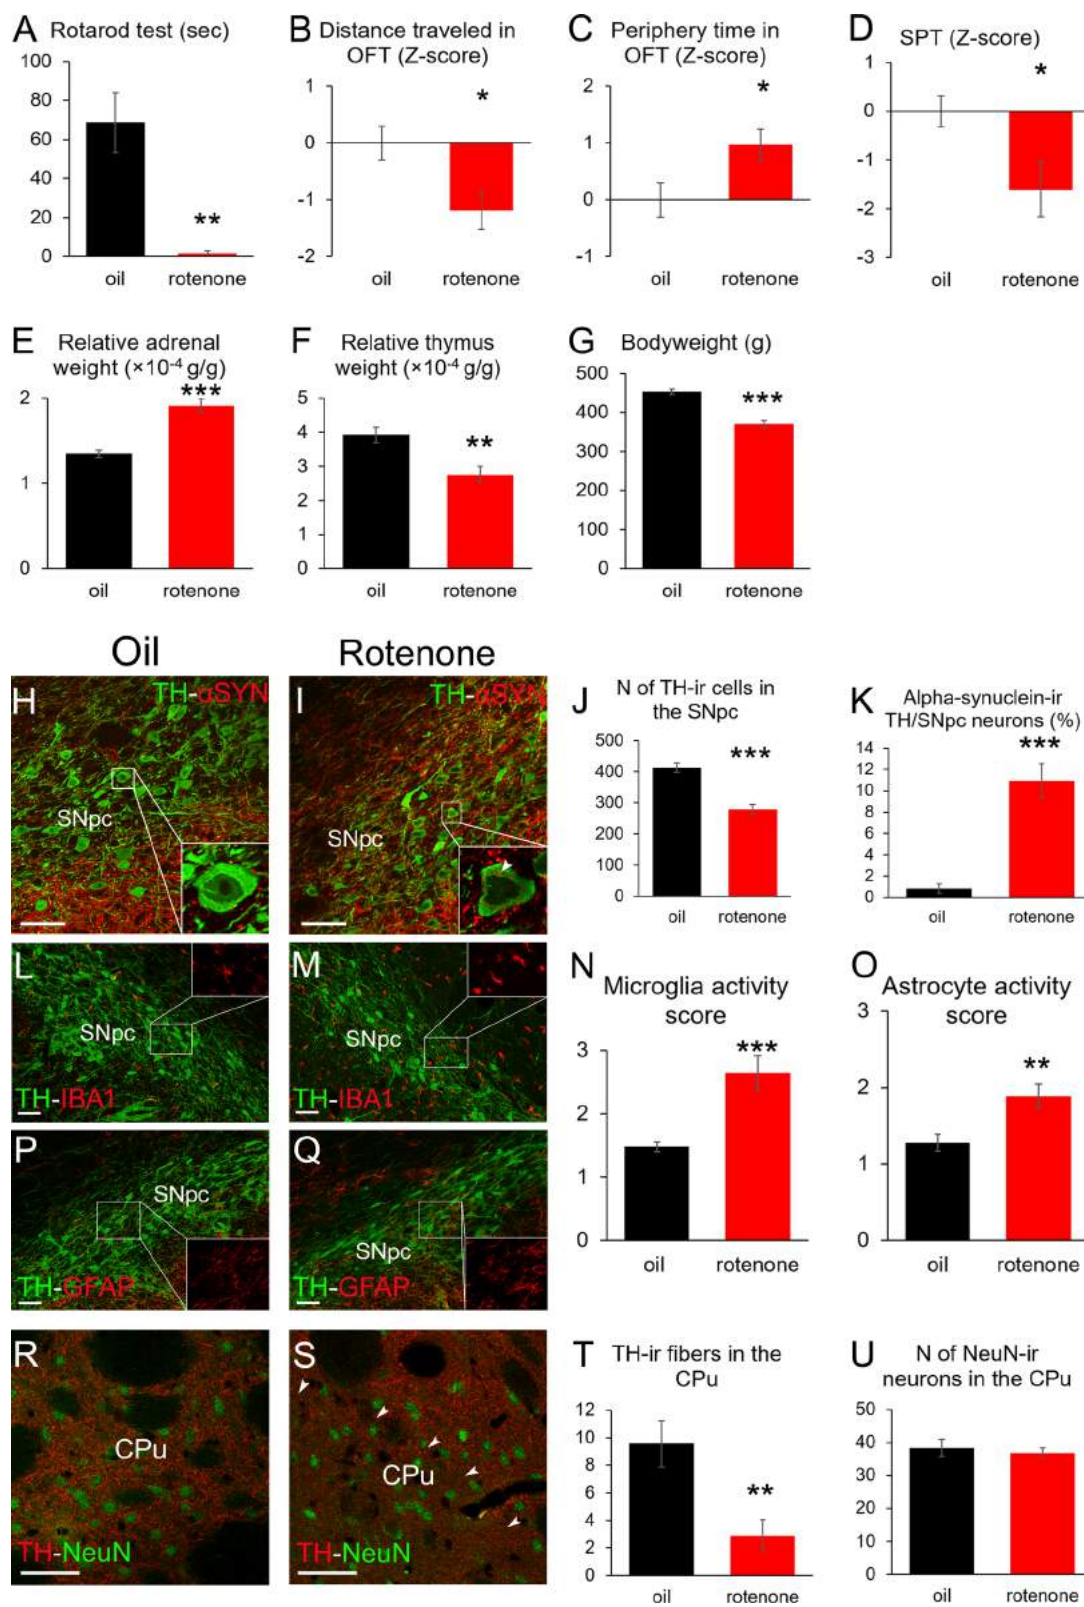 A Rotarod test (sec)
100
80
60
40
20
0
**
oil rotenone
B Distance traveled in
OFT (Z-score)
1
0
-1
-2
*
oil rotenone
C Periphery time in
OFT (Z-score)
2
1
0
-1
*
oil rotenone
D SPT (Z-score)
1
0
-1
-2
-3
*
oil rotenone
E Relative adrenal
weight (×10⁻⁴ g/g)
2
1
0
***
oil rotenone
F Relative thymus
weight (×10⁻⁴ g/g)
5
4
3
2
1
0
**
oil rotenone
G Bodyweight (g)
500
400
300
200
100
0
***
oil rotenone
Oil Rotenone
H TH-αSYN
SNpc
I TH-αSYN
SNpc
J N of TH-ir cells in
the SNpc
500
400
300
200
100
0
***
oil rotenone
K Alpha-synuclein-ir
TH/SNpc neurons (%)
14
12
10
8
6
4
2
0
***
oil rotenone
L
SNpc
TH-IBA1
M
SNpc
TH-IBA1
N Microglia activity
score
3
2
1
0
***
oil rotenone
O Astrocyte activity
score
3
2
1
0
**
oil rotenone
P
SNpc
TH-GFAP
Q
SNpc
TH-GFAP
R
CPu
TH-NeuN
S
CPu
TH-NeuN
T TH-ir fibers in the
CPu
12
10
8
6
4
2
0
**
oil rotenone
U N of NeuN-ir
neurons in the CPu
50
40
30
20
10
0
oil rotenone